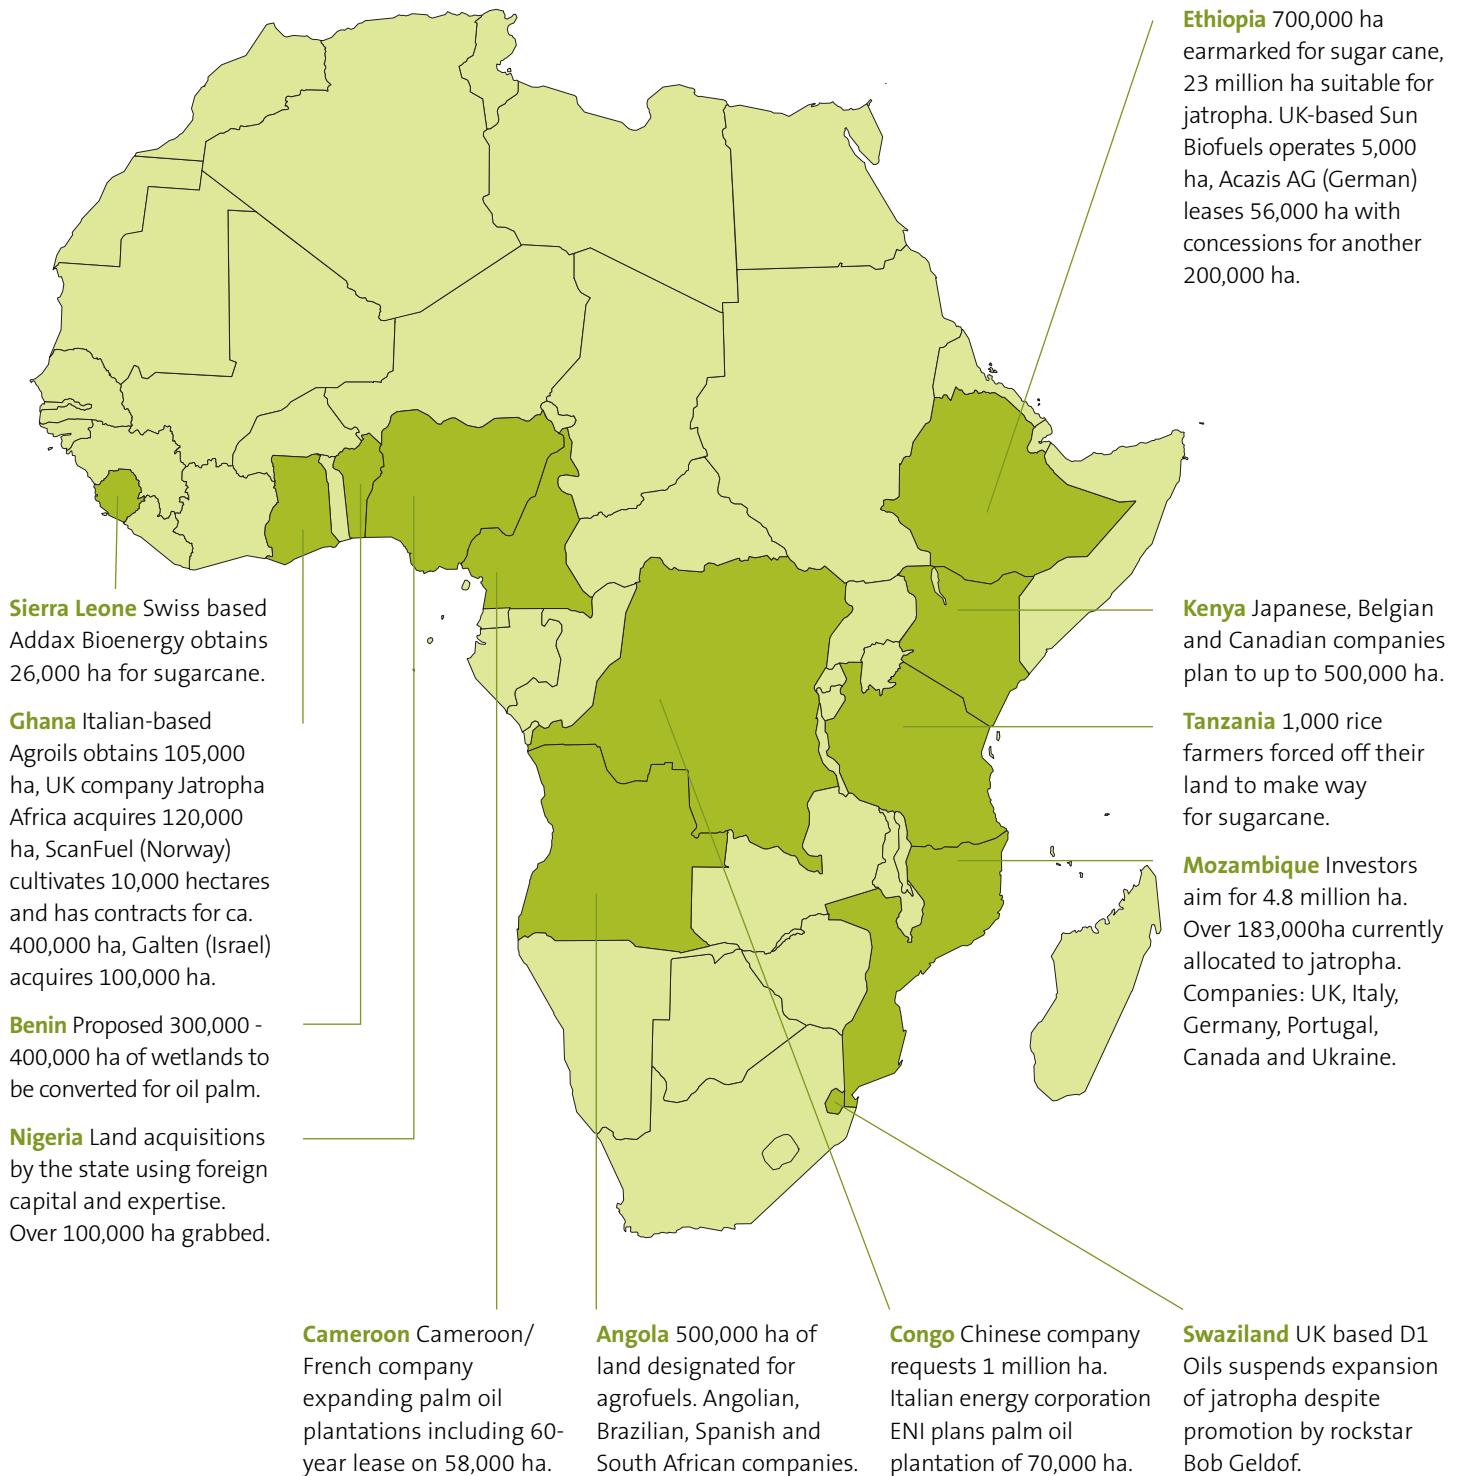 Ethiopia 700,000 ha
earmarked for sugar cane,
23 million ha suitable for
jatropha. UK-based Sun
Biofuels operates 5,000
ha, Acazis AG (German)
leases 56,000 ha with
concessions for another
200,000 ha.
Sierra Leone Swiss based
Addax Bioenergy obtains
26,000 ha for sugarcane.
Ghana Italian-based
Agroils obtains 105,000
ha, UK company Jatropha
Africa acquires 120,000
ha, ScanFuel (Norway)
cultivates 10,000 hectares
and has contracts for ca.
400,000 ha, Galten (Israel)
acquires 100,000 ha.
Benin Proposed 300,000 -
400,000 ha of wetlands to
be converted for oil palm.
Nigeria Land acquisitions
by the state using foreign
capital and expertise.
Over 100,000 ha grabbed.
Kenya Japanese, Belgian
and Canadian companies
plan to up to 500,000 ha.
Tanzania 1,000 rice
farmers forced off their
land to make way
for sugarcane.
Mozambique Investors
aim for 4.8 million ha.
Over 183,000ha currently
allocated to jatropha.
Companies: UK, Italy,
Germany, Portugal,
Canada and Ukraine.
Cameroon Cameroon/
French company
expanding palm oil
plantations including 60-
year lease on 58,000 ha.
Angola 500,000 ha of
land designated for
agrofuels. Angolian,
Brazilian, Spanish and
South African companies.
Congo Chinese company
requests 1 million ha.
Italian energy corporation
ENI plans palm oil
plantation of 70,000 ha.
Swaziland UK based D1
Oils suspends expansion
of jatropha despite
promotion by rockstar
Bob Geldof.